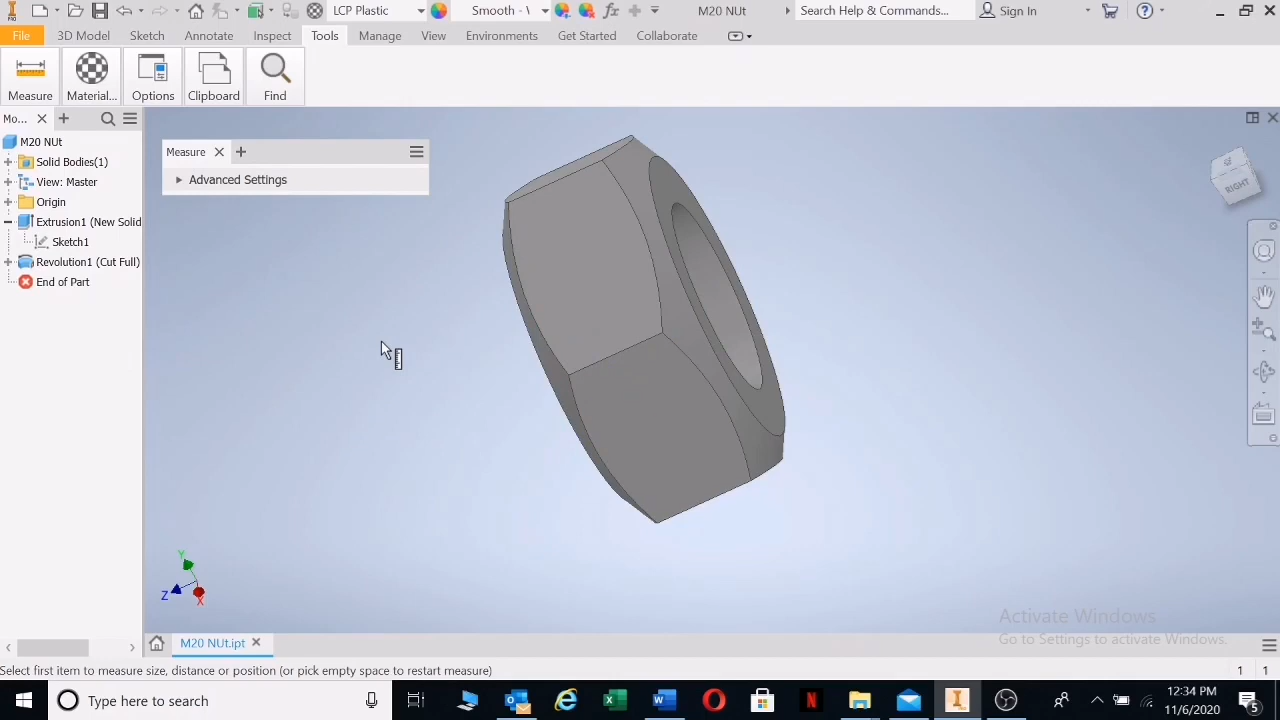 LCP Plastic
Smooth - \
M20 NUt
Search Help & Commands...
Sign In
File
3D Model
Sketch
Annotate
Inspect
Tools
Manage
View
Environments
Get Started
Collaborate
Measure
Material...
Options
Clipboard
Find
Mo...
M20 NUt
Solid Bodies(1)
View: Master
Origin
Extrusion1 (New Solid
Sketch1
Revolution1 (Cut Full)
End of Part
Measure
Advanced Settings
RIGHT
Y
Z
X
Activate Windows
Go to Settings to activate Windows.
M20 NUt.ipt
Select first item to measure size, distance or position (or pick empty space to restart measure)
1
1
Type here to search
12:34 PM
11/6/2020
5